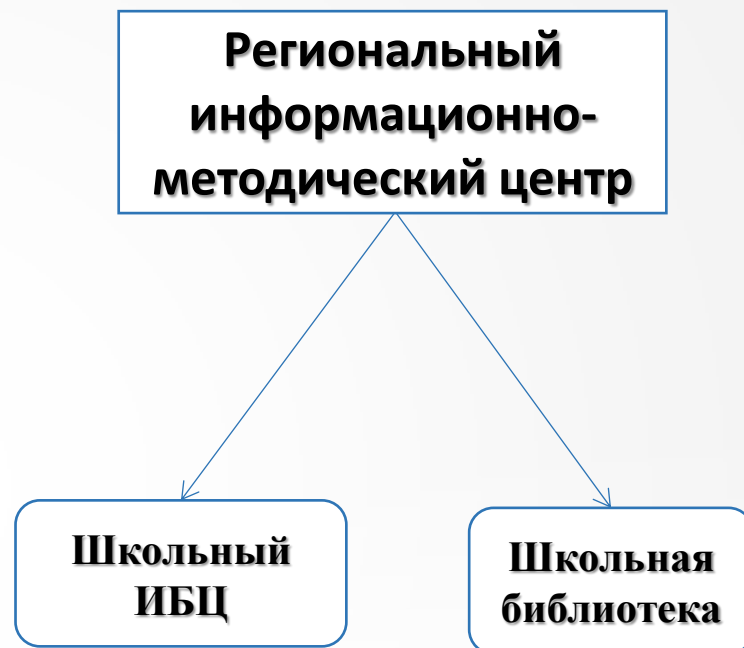 Региональный
информационно-
методический центр
Школьный
ИБЦ
Школьная
библиотека